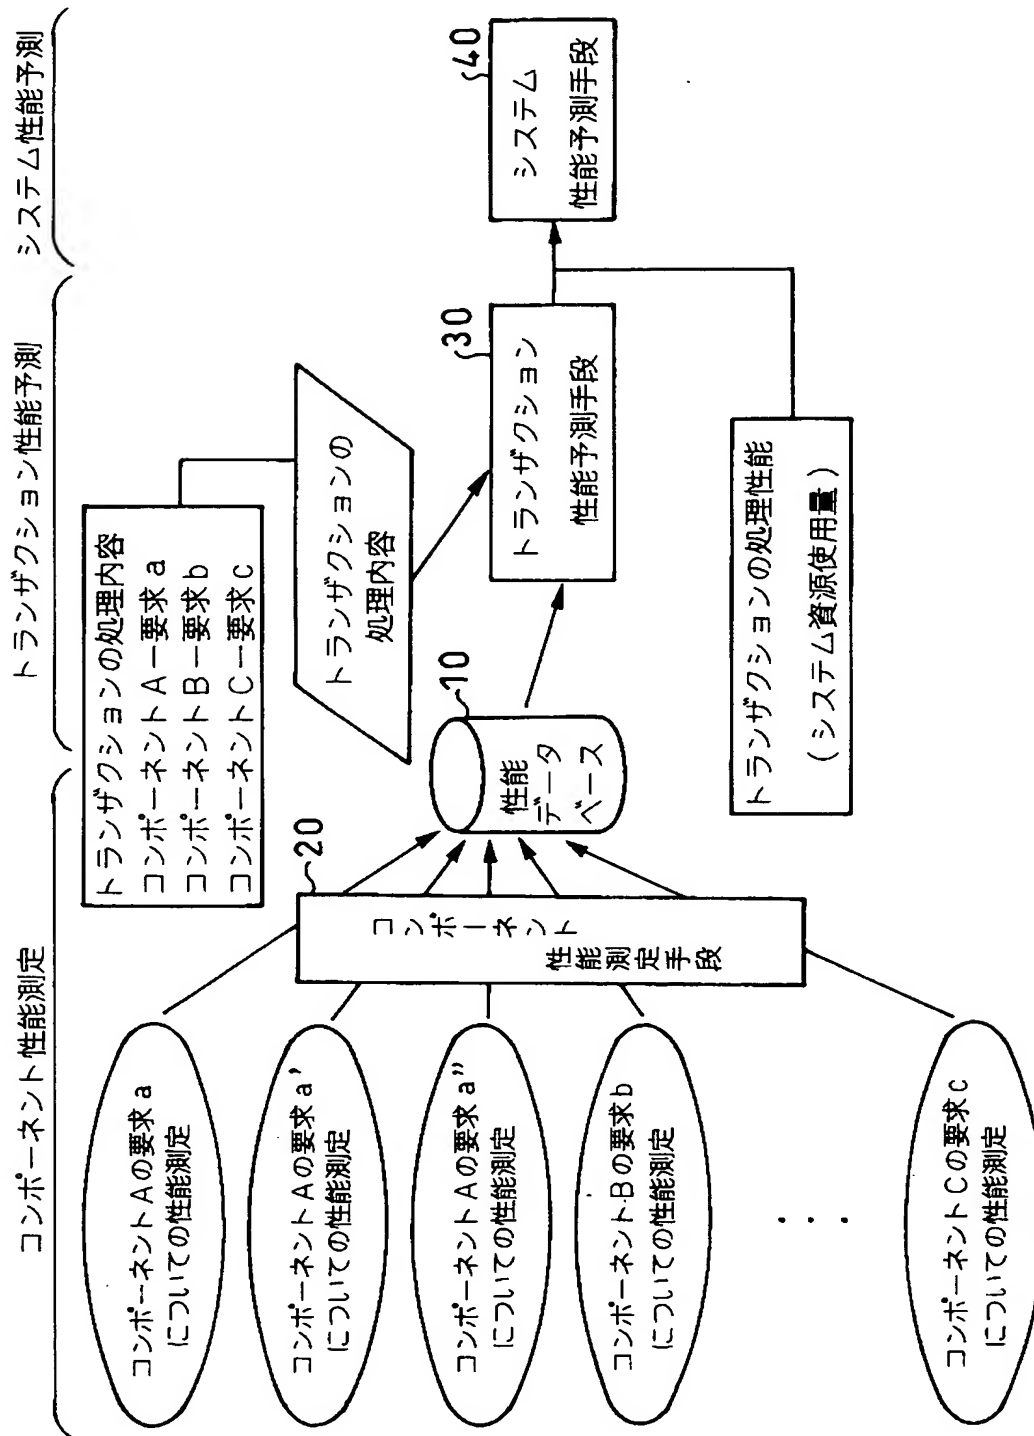 コンポーネント性能測定
トランザクション性能予測
システム性能予測
トランザクションの処理内容
コンポーネントA－要求a
コンポーネントB－要求b
コンポーネントC－要求c
コンポーネントAの要求a
についての性能測定
コンポーネントAの要求a'
についての性能測定
コンポーネントAの要求a"
についての性能測定
コンポーネントBの要求b
についての性能測定
・・・
コンポーネントCの要求c
についての性能測定
20
コンポーネント
性能測定手段
10
性能
データ
ベース
トランザクションの
処理内容
30
トランザクション
性能予測手段
40
システム
性能予測手段
トランザクションの処理性能
(システム資源使用量)